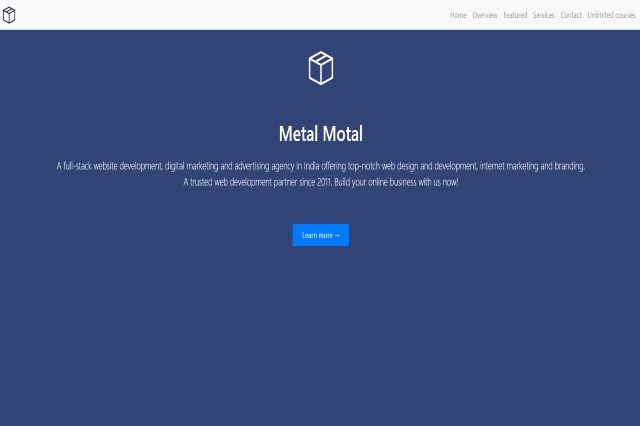 Home Overview Featured Services Contact Unlimited courses
Metal Motal
A full-stack website development, digital marketing and advertising agency in India offering top-notch web design and development, internet marketing and branding.
A trusted web development partner since 2011. Build your online business with us now!
Learn more →